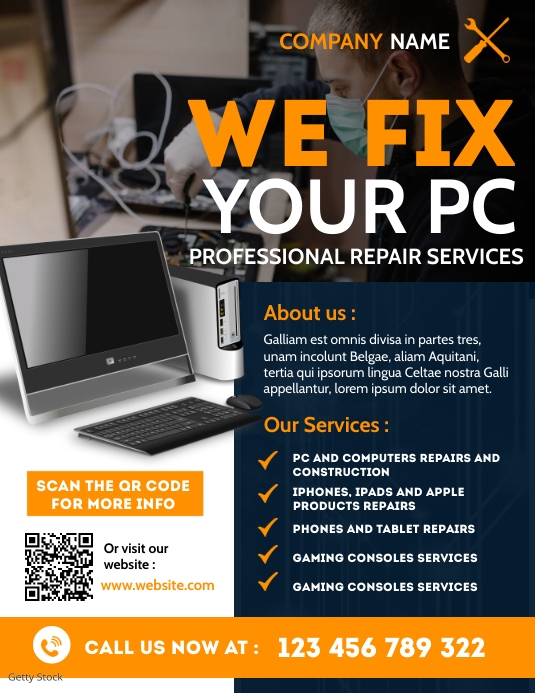 COMPANY NAME
WE FIX
YOUR PC
PROFESSIONAL REPAIR SERVICES
About us :
Galliam est omnis divisa in partes tres,
unam incolunt Belgae, aliam Aquitani,
tertia qui ipsorum lingua Celtae nostra Galli
appellantur, lorem ipsum dolor sit amet.
Our Services :
PC AND COMPUTERS REPAIRS AND
CONSTRUCTION
IPHONES, IPADS AND APPLE
PRODUCTS REPAIRS
PHONES AND TABLET REPAIRS
GAMING CONSOLES SERVICES
GAMING CONSOLES SERVICES
SCAN THE QR CODE
FOR MORE INFO
Or visit our
website :
www.website.com
CALL US NOW AT : 123 456 789 322
Getty Stock